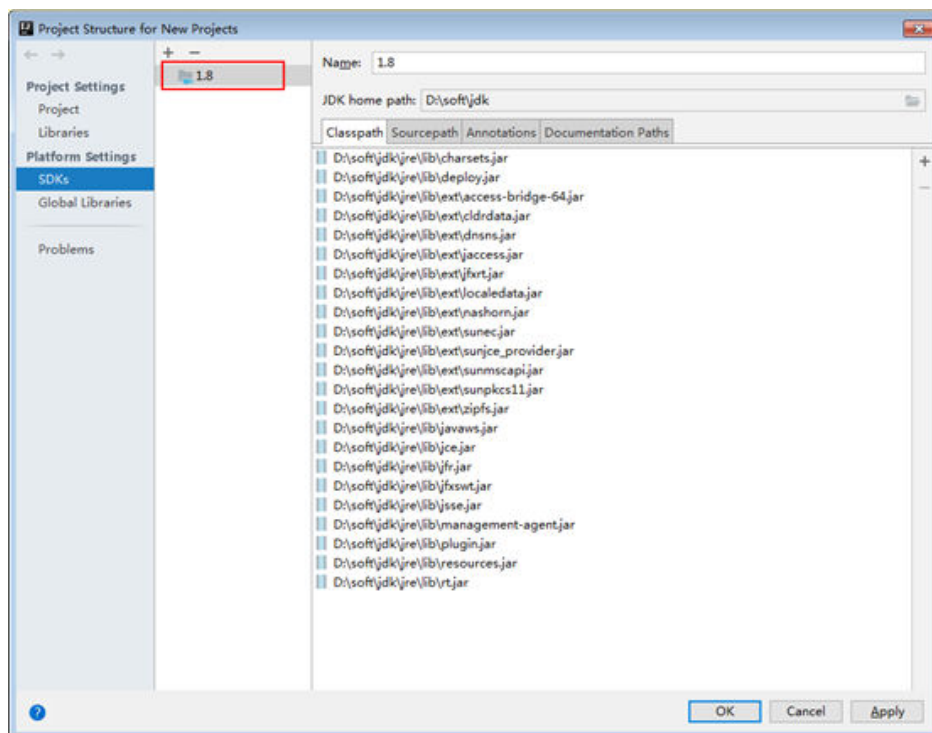 Project Structure for New Projects
Project Settings
Project
Libraries
Platform Settings
SDKs
Global Libraries
Problems
1.8
Name: 1.8
JDK home path: D:\soft\jdk
Classpath Sourcepath Annotations Documentation Paths
D:\soft\jdk\jre\lib\charsets.jar
D:\soft\jdk\jre\lib\deploy.jar
D:\soft\jdk\jre\lib\ext\access-bridge-64.jar
D:\soft\jdk\jre\lib\ext\cldrdata.jar
D:\soft\jdk\jre\lib\ext\dnsns.jar
D:\soft\jdk\jre\lib\ext\jaccess.jar
D:\soft\jdk\jre\lib\ext\jfxrt.jar
D:\soft\jdk\jre\lib\ext\localedata.jar
D:\soft\jdk\jre\lib\ext\nashorn.jar
D:\soft\jdk\jre\lib\ext\sunec.jar
D:\soft\jdk\jre\lib\ext\sunjce_provider.jar
D:\soft\jdk\jre\lib\ext\sunmscapi.jar
D:\soft\jdk\jre\lib\ext\sunpkcs11.jar
D:\soft\jdk\jre\lib\ext\zipfs.jar
D:\soft\jdk\jre\lib\javaws.jar
D:\soft\jdk\jre\lib\jce.jar
D:\soft\jdk\jre\lib\jfr.jar
D:\soft\jdk\jre\lib\jfxswt.jar
D:\soft\jdk\jre\lib\jsse.jar
D:\soft\jdk\jre\lib\management-agent.jar
D:\soft\jdk\jre\lib\plugin.jar
D:\soft\jdk\jre\lib\resources.jar
D:\soft\jdk\jre\lib\rt.jar
OK Cancel Apply